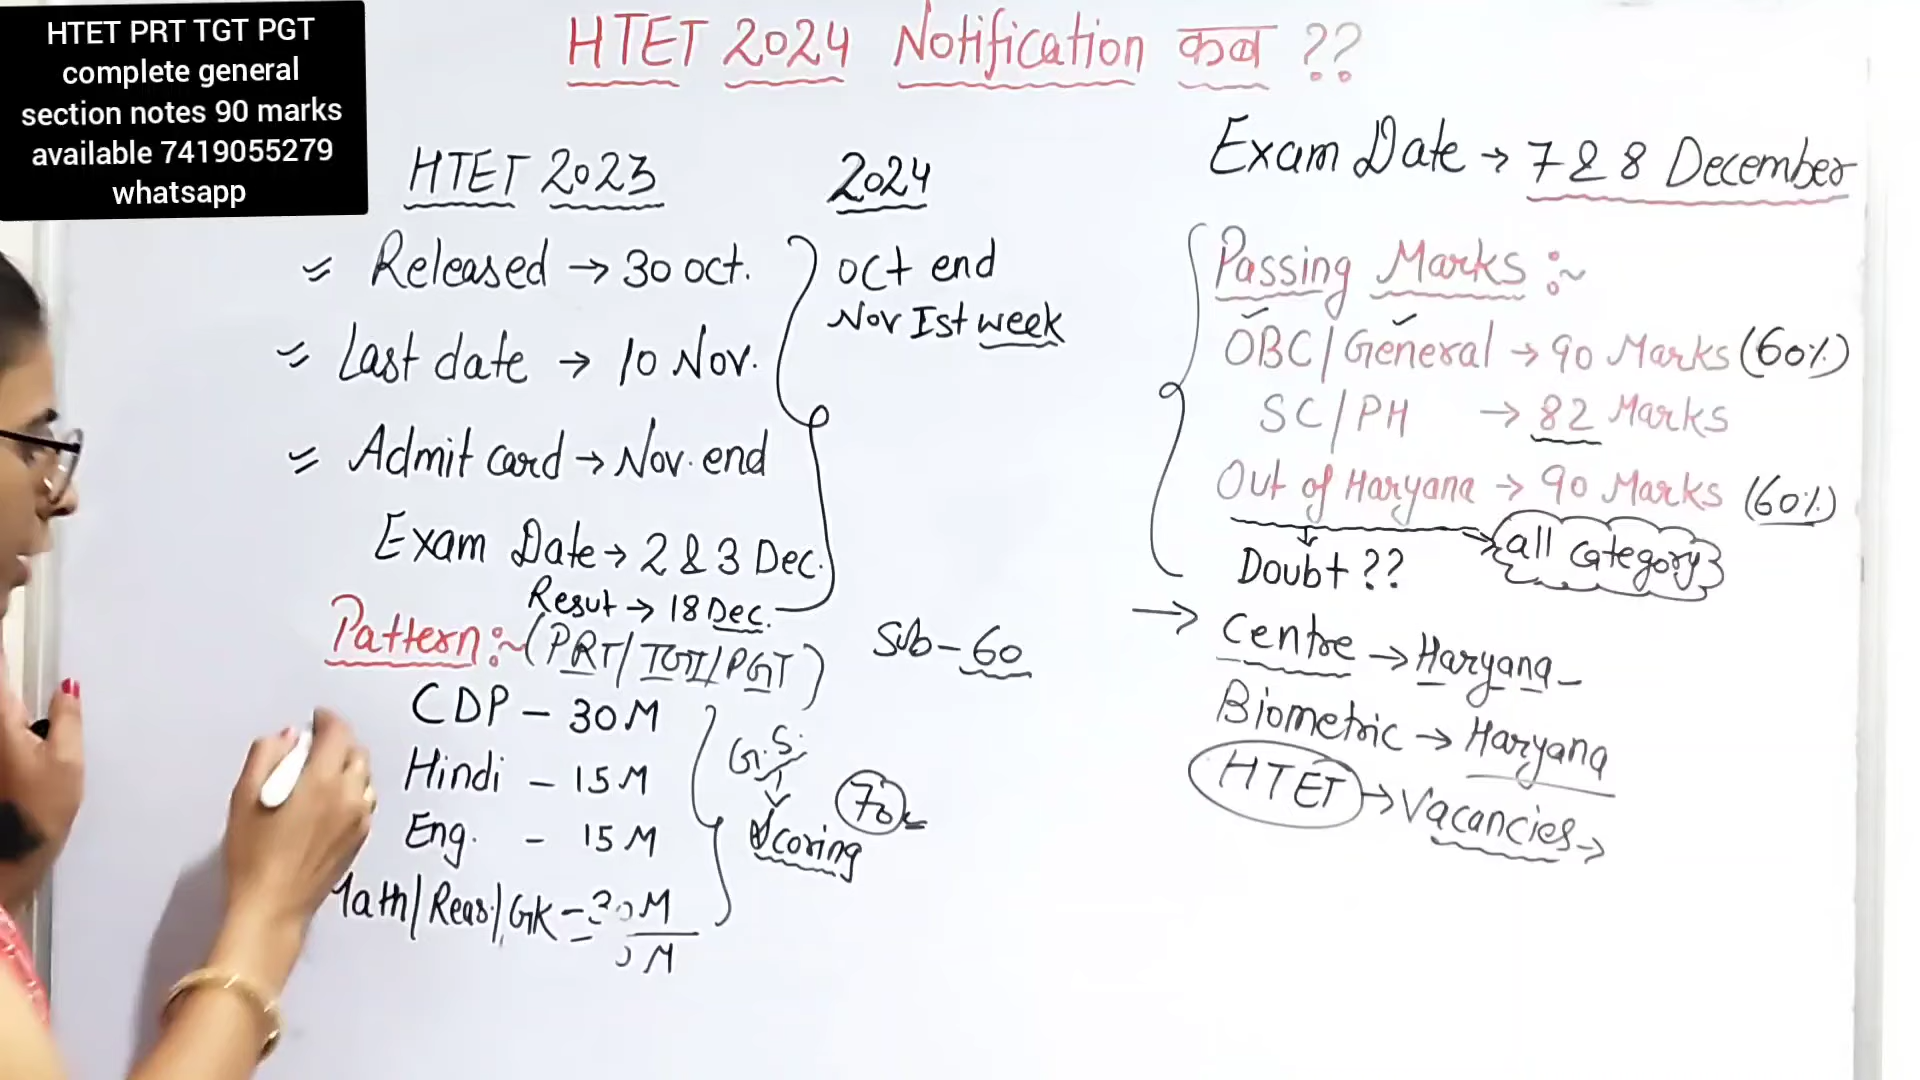 HTET PRT TGT PGT
complete general
section notes 90 marks
available 7419055279
whatsapp
HTET 2024 Notification कब ??
HTET 2023
Released → 30 oct.
Last date → 10 Nov.
Admit card → Nov. end
Exam Date → 2 & 3 Dec.
Resut → 18 Dec.
2024
oct end
Nov Ist week
Pattern :~ (PRT/TGT/PGT)
Sub - 60
CDP - 30 M
Hindi - 15 M
Eng. - 15 M
/Reas./GK - 30 M
M
G.S.
Scoring
70
Exam Date → 7 & 8 December
Passing Marks :~
OBC/General → 90 Marks (60%)
SC/PH → 82 Marks
Out of Haryana → 90 Marks (60%)
all category
Doubt ??
→ Centre → Haryana
Biometric → Haryana
HTET → Vacancies →